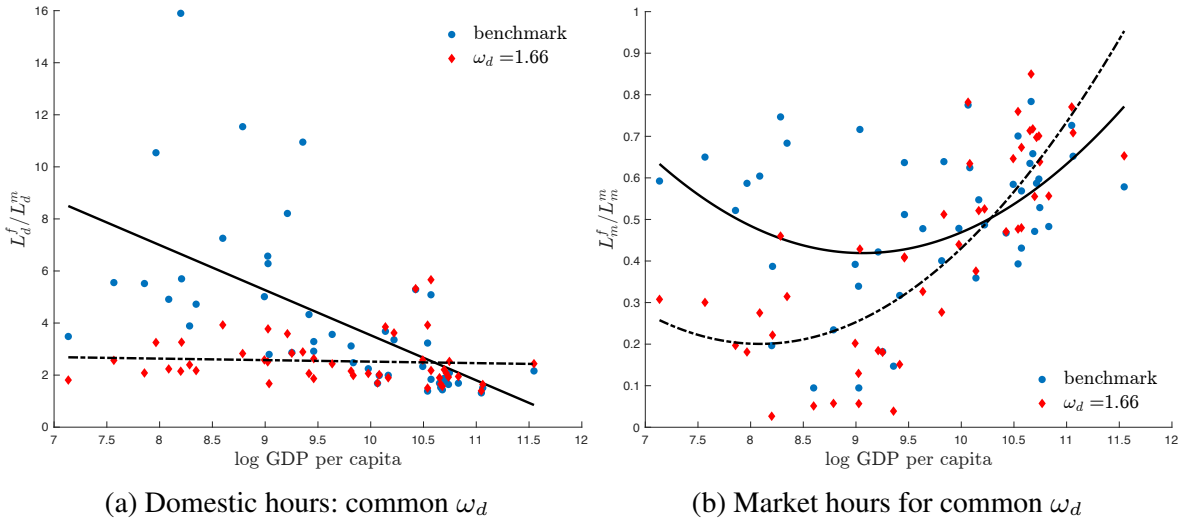 16
14
12
10
8
6
4
2
0
L_d^f/L_d^m
7 7.5 8 8.5 9 9.5 10 10.5 11 11.5 12
log GDP per capita
benchmark
ω_d =1.66
(a) Domestic hours: common ω_d
1
0.9
0.8
0.7
0.6
0.5
0.4
0.3
0.2
0.1
0
L_m^f/L_m^m
7 7.5 8 8.5 9 9.5 10 10.5 11 11.5 12
log GDP per capita
benchmark
ω_d =1.66
(b) Market hours for common ω_d